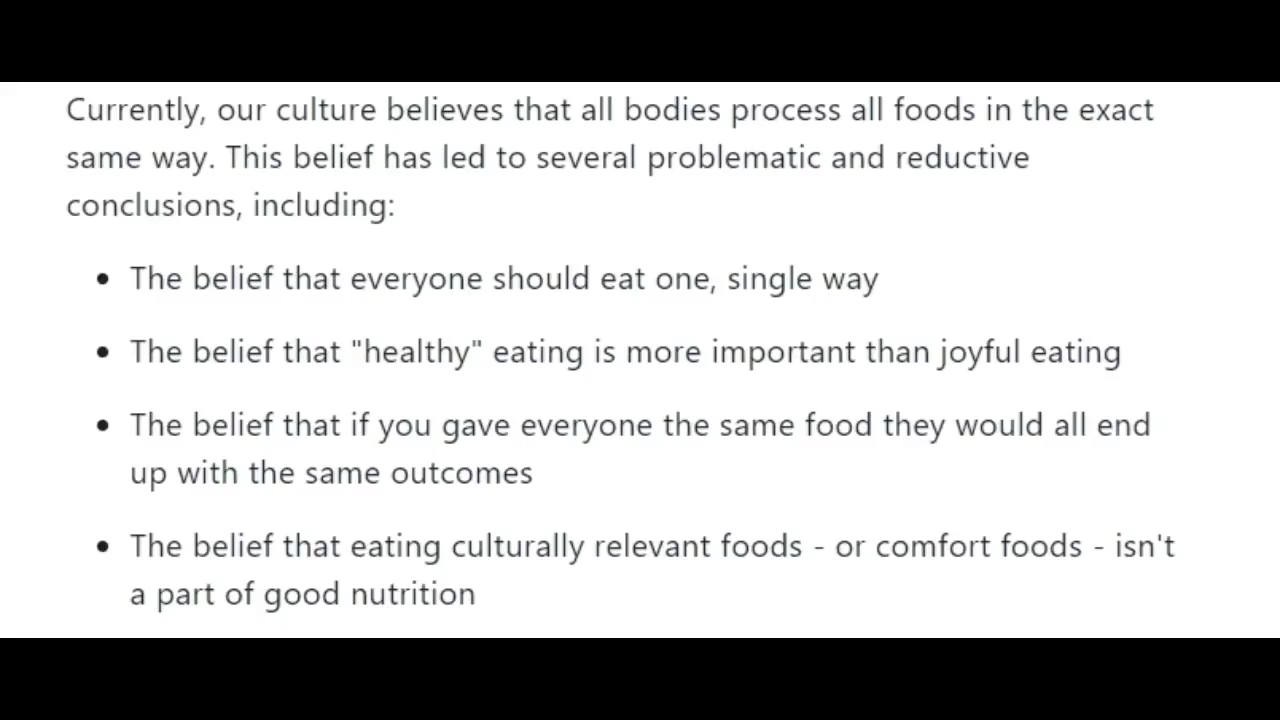 Currently, our culture believes that all bodies process all foods in the exact
same way. This belief has led to several problematic and reductive
conclusions, including:
• The belief that everyone should eat one, single way
• The belief that "healthy" eating is more important than joyful eating
• The belief that if you gave everyone the same food they would all end
up with the same outcomes
• The belief that eating culturally relevant foods - or comfort foods - isn't
a part of good nutrition